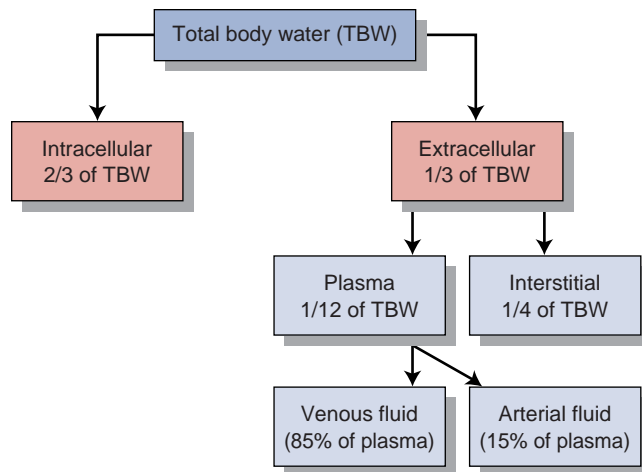 Total body water (TBW)
Intracellular
2/3 of TBW
Extracellular
1/3 of TBW
Plasma
1/12 of TBW
Interstitial
1/4 of TBW
Venous fluid
(85% of plasma)
Arterial fluid
(15% of plasma)